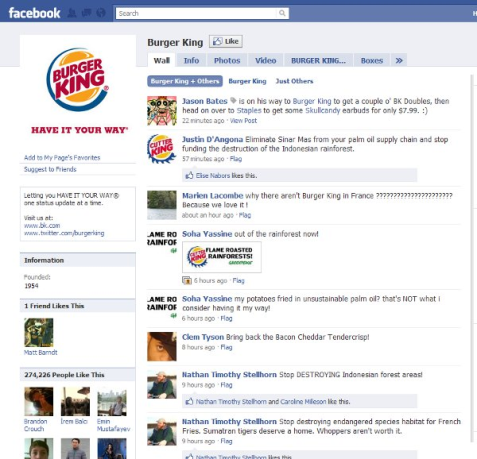 facebook
Search
H
BURGER
KING
HAVE IT YOUR WAY®
Add to My Page's Favorites
Suggest to Friends
Letting you HAVE IT YOUR WAY®
one status update at a time.
Visit us at:
www.bk.com
www.twitter.com/burgerking
Information
Founded:
1954
1 Friend Likes This
Matt Barndt
274,226 People Like This
Brandon Crouch
Irem Balci
Emin Mustafayev
Burger King
Like
Wall Info Photos Video BURGER KING... Boxes »
Burger King + Others Burger King Just Others
Jason Bates is on his way to Burger King to get a couple o' BK Doubles, then
head on over to Staples to get some Skullcandy earbuds for only $7.99. :)
22 minutes ago · View Post
Justin D'Angona Eliminate Sinar Mas from your palm oil supply chain and stop
funding the destruction of the Indonesian rainforest.
57 minutes ago · Flag
Elise Nabors likes this.
Marien Lacombe why there aren't Burger King in France ??????????????????????
Because we love it !
about an hour ago · Flag
LAME RO
RAINFOR
Soha Yassine out of the rainforest now!
FLAME ROASTED
RAINFORESTS!
GREENPEACE
6 hours ago · Flag
LAME RO
RAINFOR
Soha Yassine my potatoes fried in unsustainable palm oil? that's NOT what i
consider having it my way!
6 hours ago · Flag
Clem Tyson Bring back the Bacon Cheddar Tendercrisp!
8 hours ago · Flag
Nathan Timothy Stellhorn Stop DESTROYING Indonesian forest areas!
9 hours ago · Flag
Nathan Timothy Stellhorn and Caroline Milleson like this.
Nathan Timothy Stellhorn Stop destroying endangered species habitat for French
Fries. Sumatran tigers deserve a home. Whoppers aren't worth it.
9 hours ago · Flag
Nathan Timothy Stellhorn likes this.